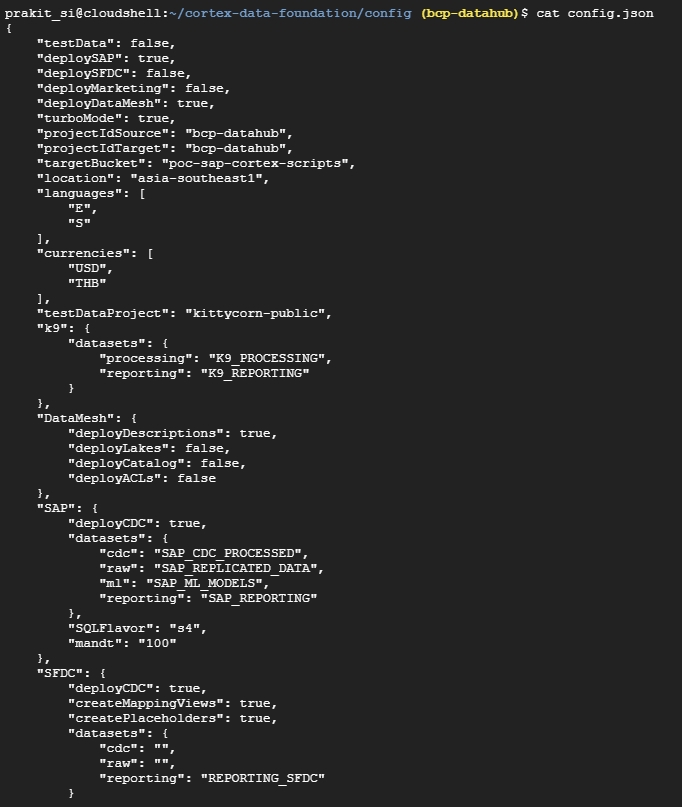 prakit_si@cloudshell:~/cortex-data-foundation/config (bcp-datahub)$ cat config.json
{
    "testData": false,
    "deploySAP": true,
    "deploySFDC": false,
    "deployMarketing": false,
    "deployDataMesh": true,
    "turboMode": true,
    "projectIdSource": "bcp-datahub",
    "projectIdTarget": "bcp-datahub",
    "targetBucket": "poc-sap-cortex-scripts",
    "location": "asia-southeast1",
    "languages": [
        "E",
        "S"
    ],
    "currencies": [
        "USD",
        "THB"
    ],
    "testDataProject": "kittycorn-public",
    "k9": {
        "datasets": {
            "processing": "K9_PROCESSING",
            "reporting": "K9_REPORTING"
        }
    },
    "DataMesh": {
        "deployDescriptions": true,
        "deployLakes": false,
        "deployCatalog": false,
        "deployACLs": false
    },
    "SAP": {
        "deployCDC": true,
        "datasets": {
            "cdc": "SAP_CDC_PROCESSED",
            "raw": "SAP_REPLICATED_DATA",
            "ml": "SAP_ML_MODELS",
            "reporting": "SAP_REPORTING"
        },
        "SQLFlavor": "s4",
        "mandt": "100"
    },
    "SFDC": {
        "deployCDC": true,
        "createMappingViews": true,
        "createPlaceholders": true,
        "datasets": {
            "cdc": "",
            "raw": "",
            "reporting": "REPORTING_SFDC"
        }